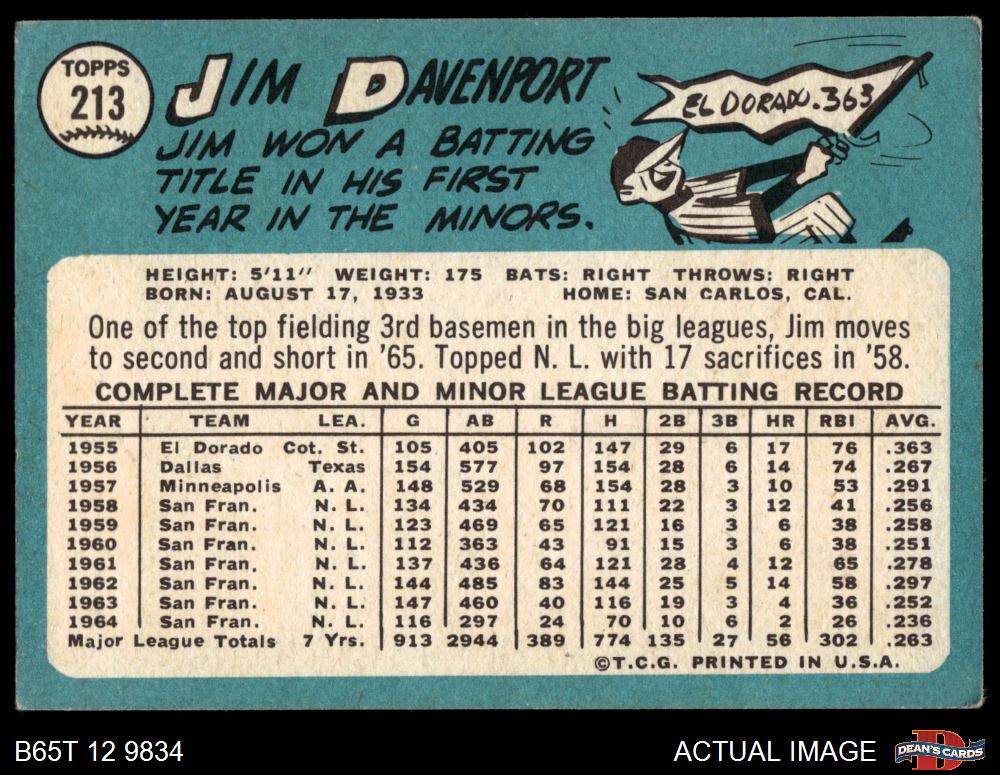 TOPPS
213
JIM DAVENPORT
JIM WON A BATTING
TITLE IN HIS FIRST
YEAR IN THE MINORS.
EL DORADO .363
HEIGHT: 5'11" WEIGHT: 175 BATS: RIGHT THROWS: RIGHT
BORN: AUGUST 17, 1933 HOME: SAN CARLOS, CAL.
One of the top fielding 3rd basemen in the big leagues, Jim moves
to second and short in '65. Topped N. L. with 17 sacrifices in '58.
COMPLETE MAJOR AND MINOR LEAGUE BATTING RECORD
YEAR TEAM LEA. G AB R H 2B 3B HR RBI AVG.
1955 El Dorado Cot. St. 105 405 102 147 29 6 17 76 .363
1956 Dallas Texas 154 577 97 154 28 6 14 74 .267
1957 Minneapolis A. A. 148 529 68 154 28 3 10 53 .291
1958 San Fran. N. L. 134 434 70 111 22 3 12 41 .256
1959 San Fran. N. L. 123 469 65 121 16 3 6 38 .258
1960 San Fran. N. L. 112 363 43 91 15 3 6 38 .251
1961 San Fran. N. L. 137 436 64 121 28 4 12 65 .278
1962 San Fran. N. L. 144 485 83 144 25 5 14 58 .297
1963 San Fran. N. L. 147 460 40 116 19 3 4 36 .252
1964 San Fran. N. L. 116 297 24 70 10 6 2 26 .236
Major League Totals 7 Yrs. 913 2944 389 774 135 27 56 302 .263
©T.C.G. PRINTED IN U.S.A.
B65T 12 9834
ACTUAL IMAGE
DEAN'S CARDS